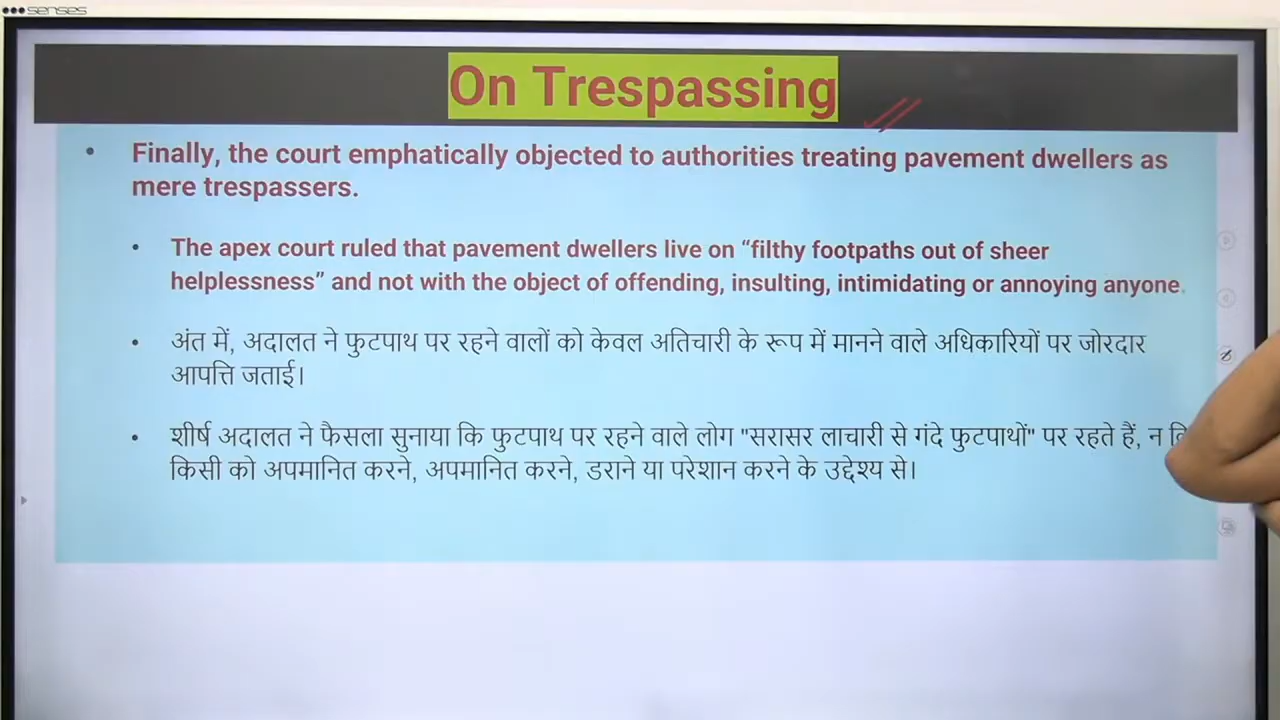 senses
On Trespassing
• Finally, the court emphatically objected to authorities treating pavement dwellers as
mere trespassers.
• The apex court ruled that pavement dwellers live on “filthy footpaths out of sheer
helplessness” and not with the object of offending, insulting, intimidating or annoying anyone.
• अंत में, अदालत ने फुटपाथ पर रहने वालों को केवल अतिचारी के रूप में मानने वाले अधिकारियों पर जोरदार
आपत्ति जताई।
• शीर्ष अदालत ने फैसला सुनाया कि फुटपाथ पर रहने वाले लोग "सरासर लाचारी से गंदे फुटपाथों" पर रहते हैं, न
किसी को अपमानित करने, अपमानित करने, डराने या परेशान करने के उद्देश्य से।